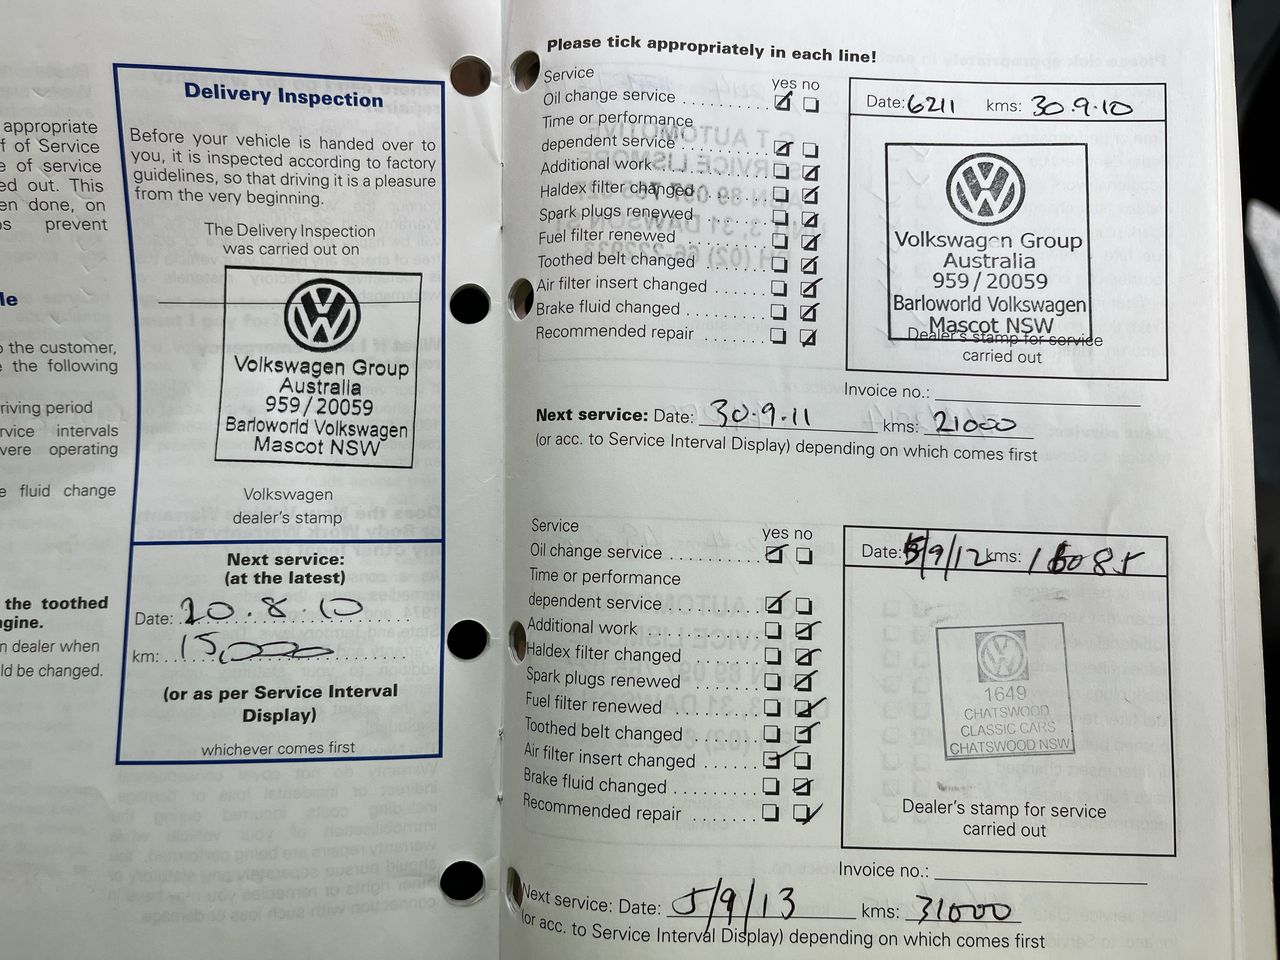 appropriate
f of Service
e of service
ed out. This
en done, on
os prevent
le
o the customer,
e the following
riving period
rvice intervals
vere operating
e fluid change
the toothed
ngine.
n dealer when
ld be changed.
Delivery Inspection
Before your vehicle is handed over to
you, it is inspected according to factory
guidelines, so that driving it is a pleasure
from the very beginning.
The Delivery Inspection
was carried out on
Volkswagen Group
Australia
959/20059
Barloworld Volkswagen
Mascot NSW
Volkswagen
dealer's stamp
Next service:
(at the latest)
Date: 20.8.10
km: 15,000
(or as per Service Interval
Display)
whichever comes first
Please tick appropriately in each line!
Service
yes no
Oil change service
Time or performance
dependent service
Additional work
Haldex filter changed
Spark plugs renewed
Fuel filter renewed
Toothed belt changed
Air filter insert changed
Brake fluid changed
Recommended repair
Date: 6211 kms: 30.9.10
Volkswagen Group
Australia
959/20059
Barloworld Volkswagen
Mascot NSW
Dealer's stamp for service
carried out
Invoice no.:
Next service: Date: 30.9.11 kms: 21000
(or acc. to Service Interval Display) depending on which comes first
Service
yes no
Oil change service
Time or performance
dependent service
Additional work
Haldex filter changed
Spark plugs renewed
Fuel filter renewed
Toothed belt changed
Air filter insert changed
Brake fluid changed
Recommended repair
Date: 5/9/12 kms:
1649
CHATSWOOD
CLASSIC CARS
CHATSWOOD NSW
Dealer's stamp for service
carried out
Invoice no.:
Next service: Date: 5/9/13 kms: 31000
(or acc. to Service Interval Display) depending on which comes first